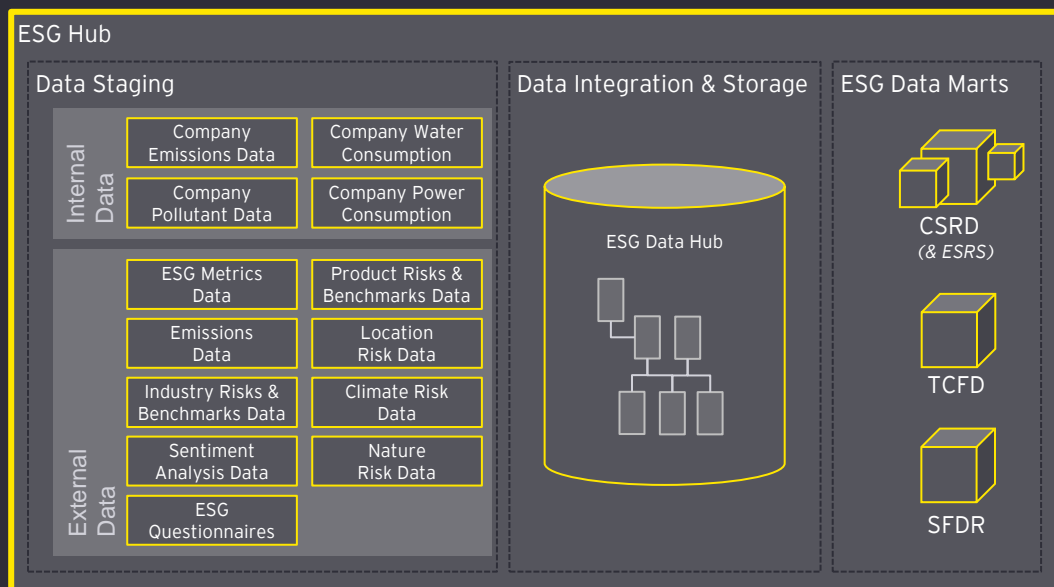 ESG Hub
Data Staging
Internal
Data
Company
Emissions Data
Company Water
Consumption
Company
Pollutant Data
Company Power
Consumption
External
Data
ESG Metrics
Data
Product Risks &
Benchmarks Data
Emissions
Data
Location
Risk Data
Industry Risks &
Benchmarks Data
Climate Risk
Data
Sentiment
Analysis Data
Nature
Risk Data
ESG
Questionnaires
Data Integration & Storage
ESG Data Hub
ESG Data Marts
CSRD
(& ESRS)
TCFD
SFDR